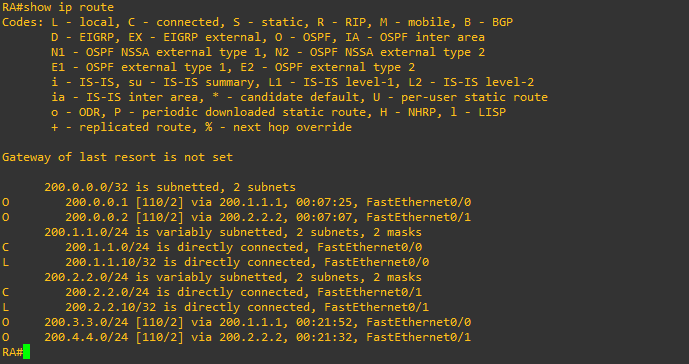 RA#show ip route
Codes: L - local, C - connected, S - static, R - RIP, M - mobile, B - BGP
       D - EIGRP, EX - EIGRP external, O - OSPF, IA - OSPF inter area
       N1 - OSPF NSSA external type 1, N2 - OSPF NSSA external type 2
       E1 - OSPF external type 1, E2 - OSPF external type 2
       i - IS-IS, su - IS-IS summary, L1 - IS-IS level-1, L2 - IS-IS level-2
       ia - IS-IS inter area, * - candidate default, U - per-user static route
       o - ODR, P - periodic downloaded static route, H - NHRP, l - LISP
       + - replicated route, % - next hop override

Gateway of last resort is not set

      200.0.0.0/32 is subnetted, 2 subnets
O        200.0.0.1 [110/2] via 200.1.1.1, 00:07:25, FastEthernet0/0
O        200.0.0.2 [110/2] via 200.2.2.2, 00:07:07, FastEthernet0/1
      200.1.1.0/24 is variably subnetted, 2 subnets, 2 masks
C        200.1.1.0/24 is directly connected, FastEthernet0/0
L        200.1.1.10/32 is directly connected, FastEthernet0/0
      200.2.2.0/24 is variably subnetted, 2 subnets, 2 masks
C        200.2.2.0/24 is directly connected, FastEthernet0/1
L        200.2.2.10/32 is directly connected, FastEthernet0/1
O     200.3.3.0/24 [110/2] via 200.1.1.1, 00:21:52, FastEthernet0/0
O     200.4.4.0/24 [110/2] via 200.2.2.2, 00:21:32, FastEthernet0/1
RA#